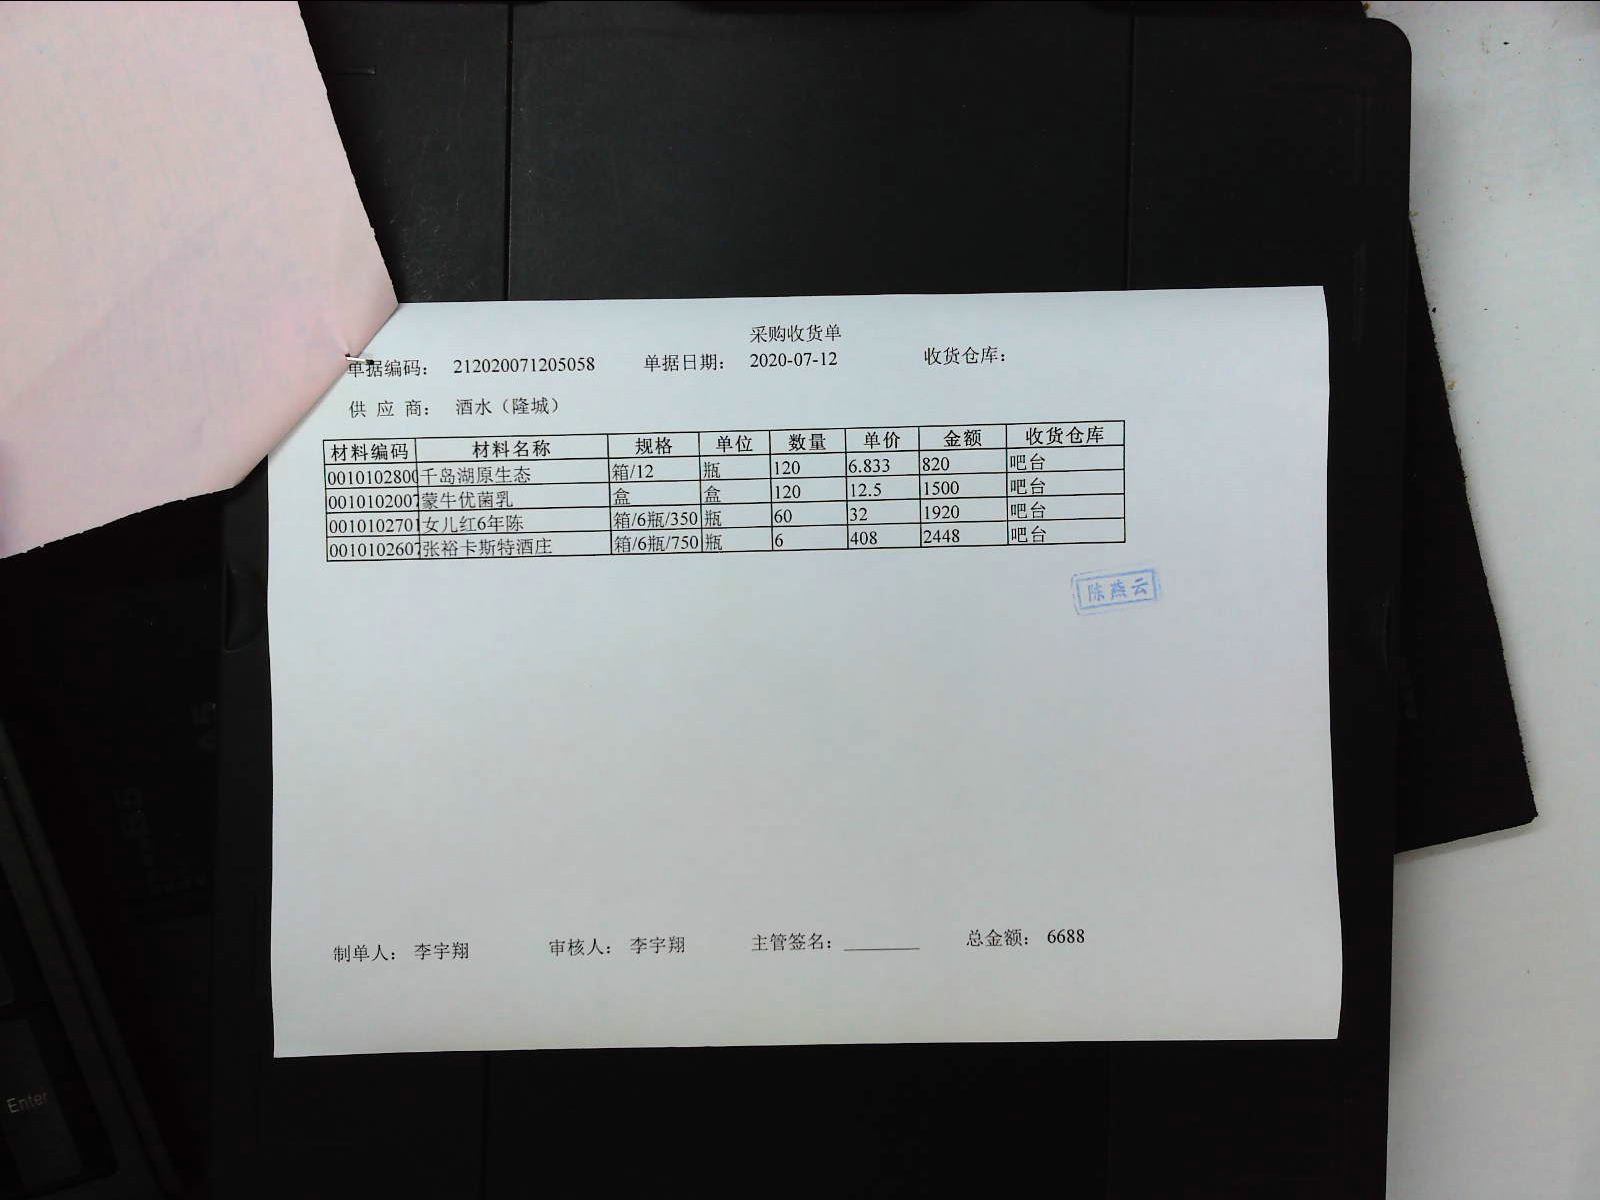 采购收货单
单据编码： 212020071205058 单据日期： 2020-07-12 收货仓库：
供 应 商： 酒水（隆城）
材料编码 材料名称 规格 单位 数量 单价 金额 收货仓库
0010102800 千岛湖原生态 箱/12 瓶 120 6.833 820 吧台
0010102007 蒙牛优菌乳 盒 盒 120 12.5 1500 吧台
0010102701 女儿红6年陈 箱/6瓶/350 瓶 60 32 1920 吧台
0010102607 张裕卡斯特酒庄 箱/6瓶/750 瓶 6 408 2448 吧台
陈燕云
制单人： 李宇翔 审核人： 李宇翔 主管签名： 总金额： 6688
Enter